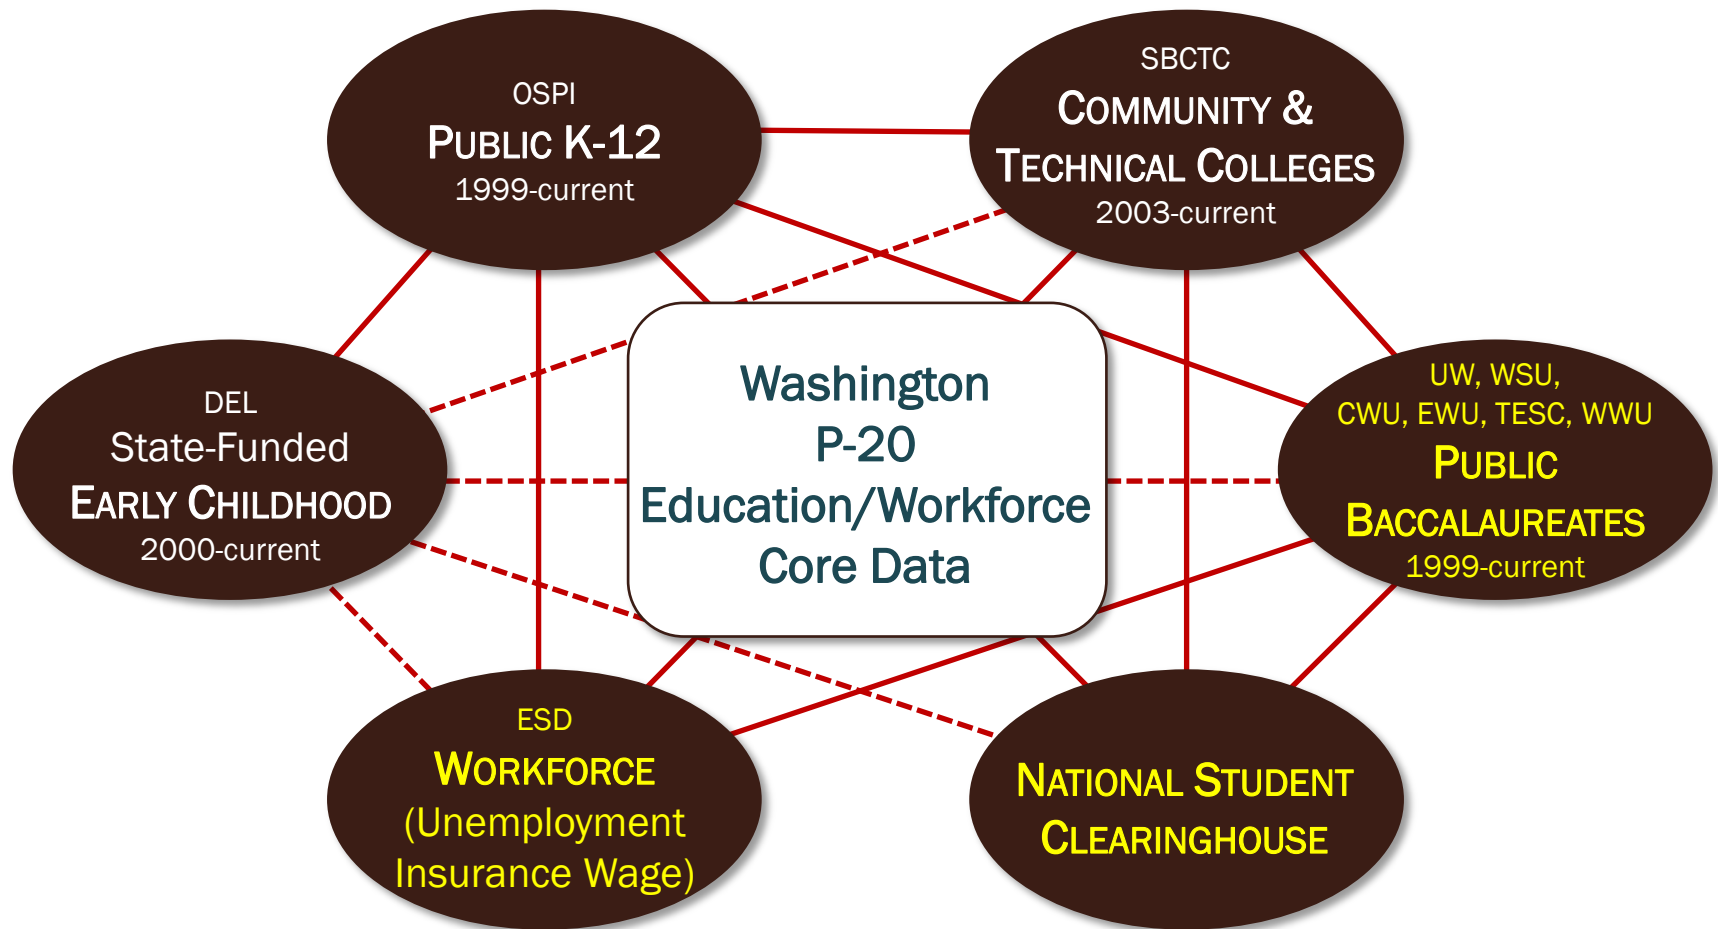 OSPI
PUBLIC K-12
1999-current
SBCTC
COMMUNITY &
TECHNICAL COLLEGES
2003-current
DEL
State-Funded
EARLY CHILDHOOD
2000-current
Washington
P-20
Education/Workforce
Core Data
UW, WSU,
CWU, EWU, TESC, WWU
PUBLIC
BACCALAUREATES
1999-current
ESD
WORKFORCE
(Unemployment
Insurance Wage)
NATIONAL STUDENT
CLEARINGHOUSE